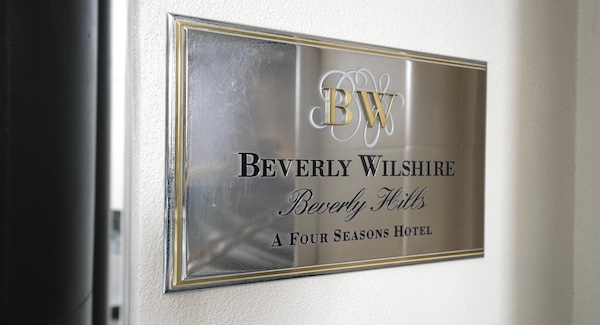 BW
BEVERLY WILSHIRE
Beverly Hills
A FOUR SEASONS HOTEL